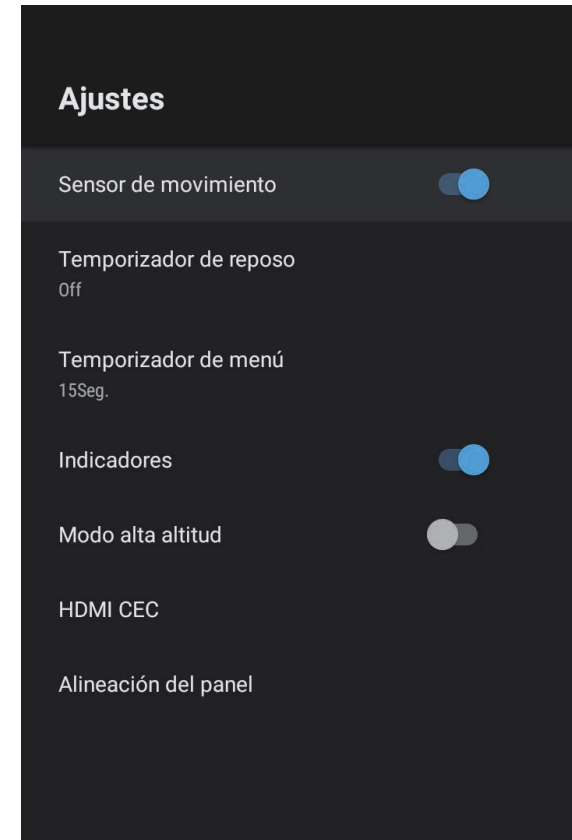 Ajustes
Sensor de movimiento
Temporizador de reposo
Off
Temporizador de menú
15Seg.
Indicadores
Modo alta altitud
HDMI CEC
Alineación del panel